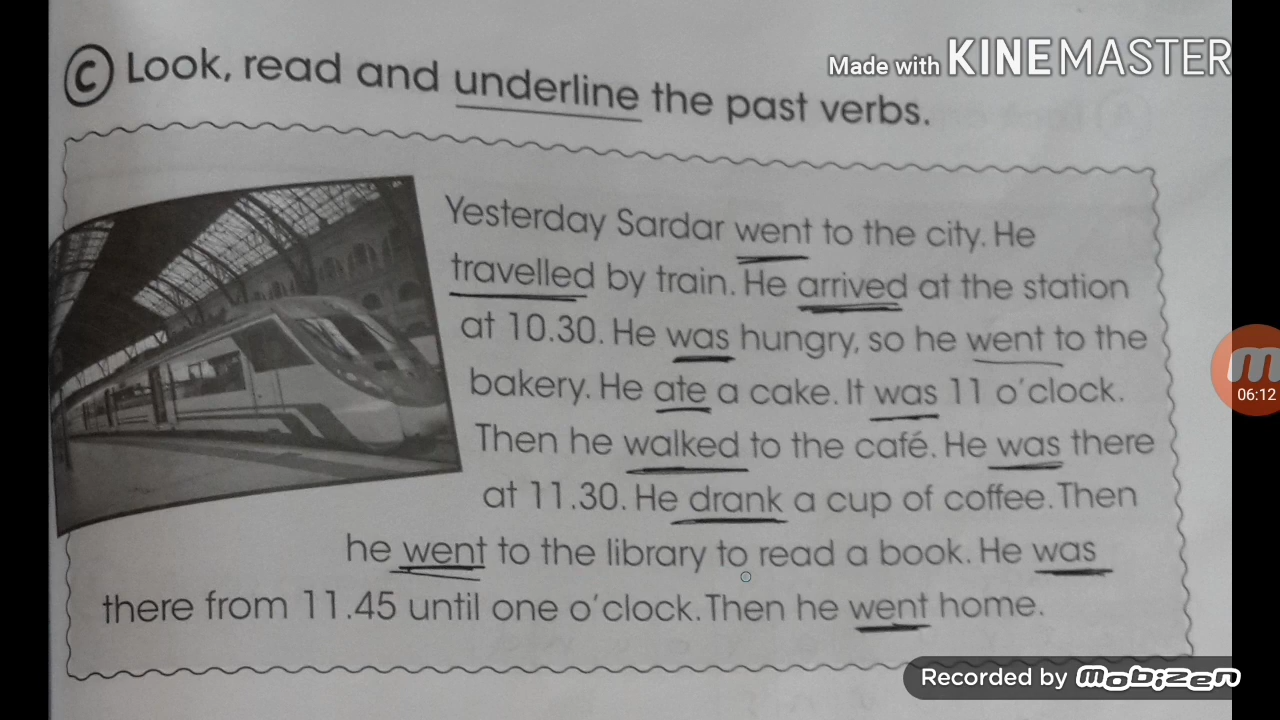 C Look, read and underline the past verbs.
Made with KINEMASTER
Yesterday Sardar went to the city. He
travelled by train. He arrived at the station
at 10.30. He was hungry, so he went to the
bakery. He ate a cake. It was 11 o'clock.
Then he walked to the café. He was there
at 11.30. He drank a cup of coffee. Then
he went to the library to read a book. He was
there from 11.45 until one o'clock. Then he went home.
06:12
Recorded by mobizen